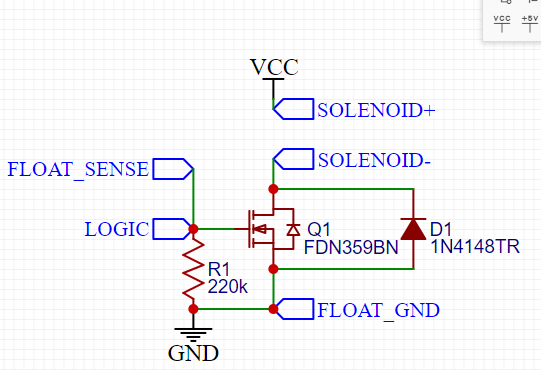 VCC
+5V
VCC
SOLENOID+
SOLENOID-
FLOAT_SENSE
LOGIC
Q1
FDN359BN
D1
1N4148TR
R1
220k
FLOAT_GND
GND